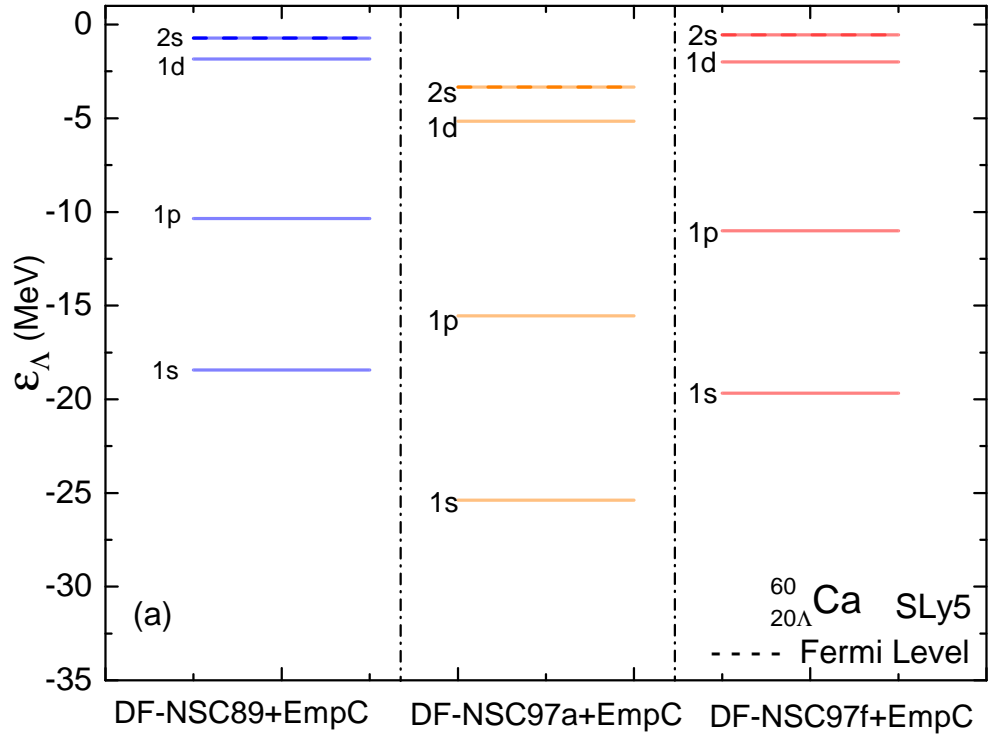 0
-5
-10
-15
-20
-25
-30
-35
ε_Λ (MeV)
2s
1d
1p
1s
2s
1d
1p
1s
2s
1d
1p
1s
(a)
60
20Λ Ca SLy5
Fermi Level
DF-NSC89+EmpC
DF-NSC97a+EmpC
DF-NSC97f+EmpC